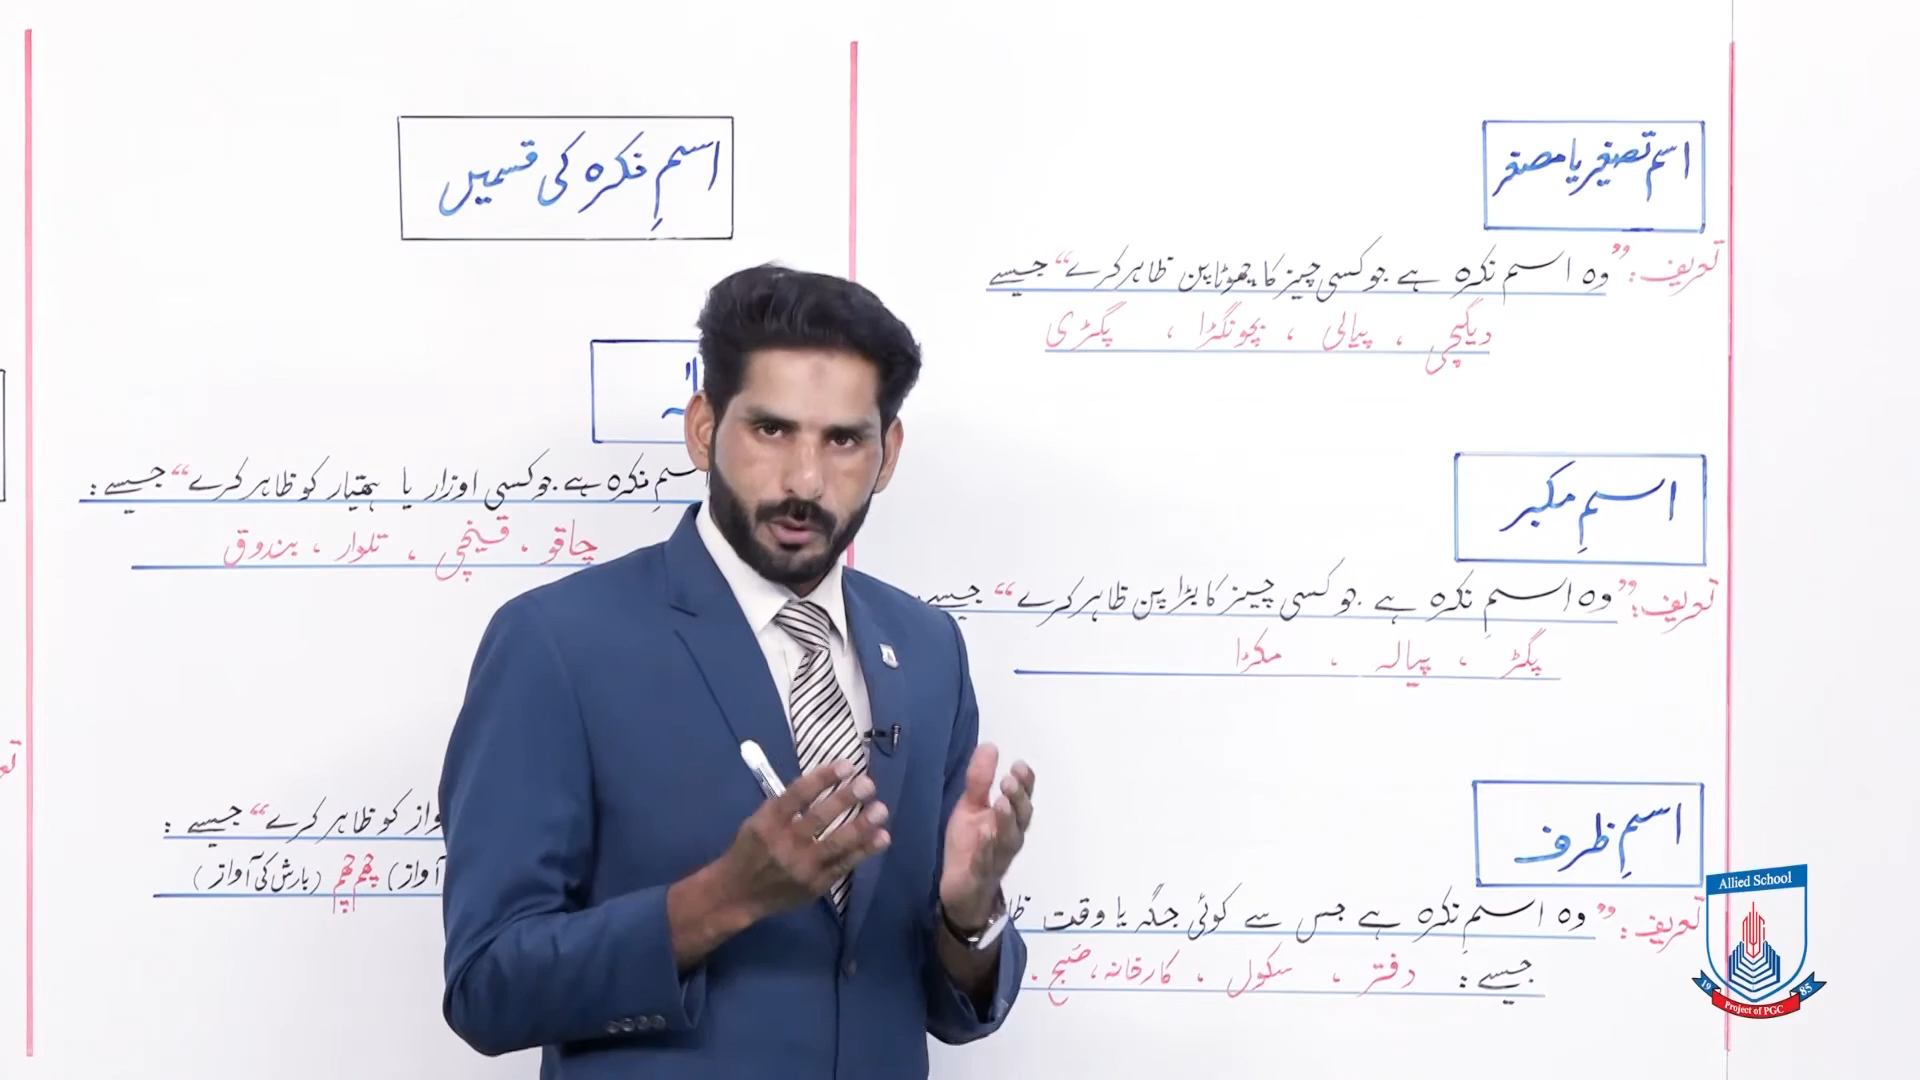 اسمِ نکرہ کی قسمیں
اسم تصغیر یا مصغر
تعریف: ”وہ اسم نکرہ ہے جو کسی چیز کا چھوٹا پن ظاہر کرے“ جیسے
دیگچی ، پیالی ، بچونگڑا ، پگڑی
اسمِ مکبر
تعریف: ”وہ اسمِ نکرہ ہے جو کسی چیز کا بڑا پن ظاہر کرے“ جیسے
پگڑ ، پیالہ ، مکڑا
اسمِ ظرف
تعریف: ”وہ اسمِ نکرہ ہے جس سے کوئی جگہ یا وقت
جیسے : دفتر ، سکول ، کارخانہ، صبح .
اسمِ نکرہ ہے جو کسی اوزار یا ہتھیار کو ظاہر کرے“ جیسے :
چاقو ، قینچی ، تلوار ، بندوق
کو ظاہر کرے“ جیسے :
آواز) چھم چھم (بارش کی آواز)
Allied School
19 85
Project of PGC